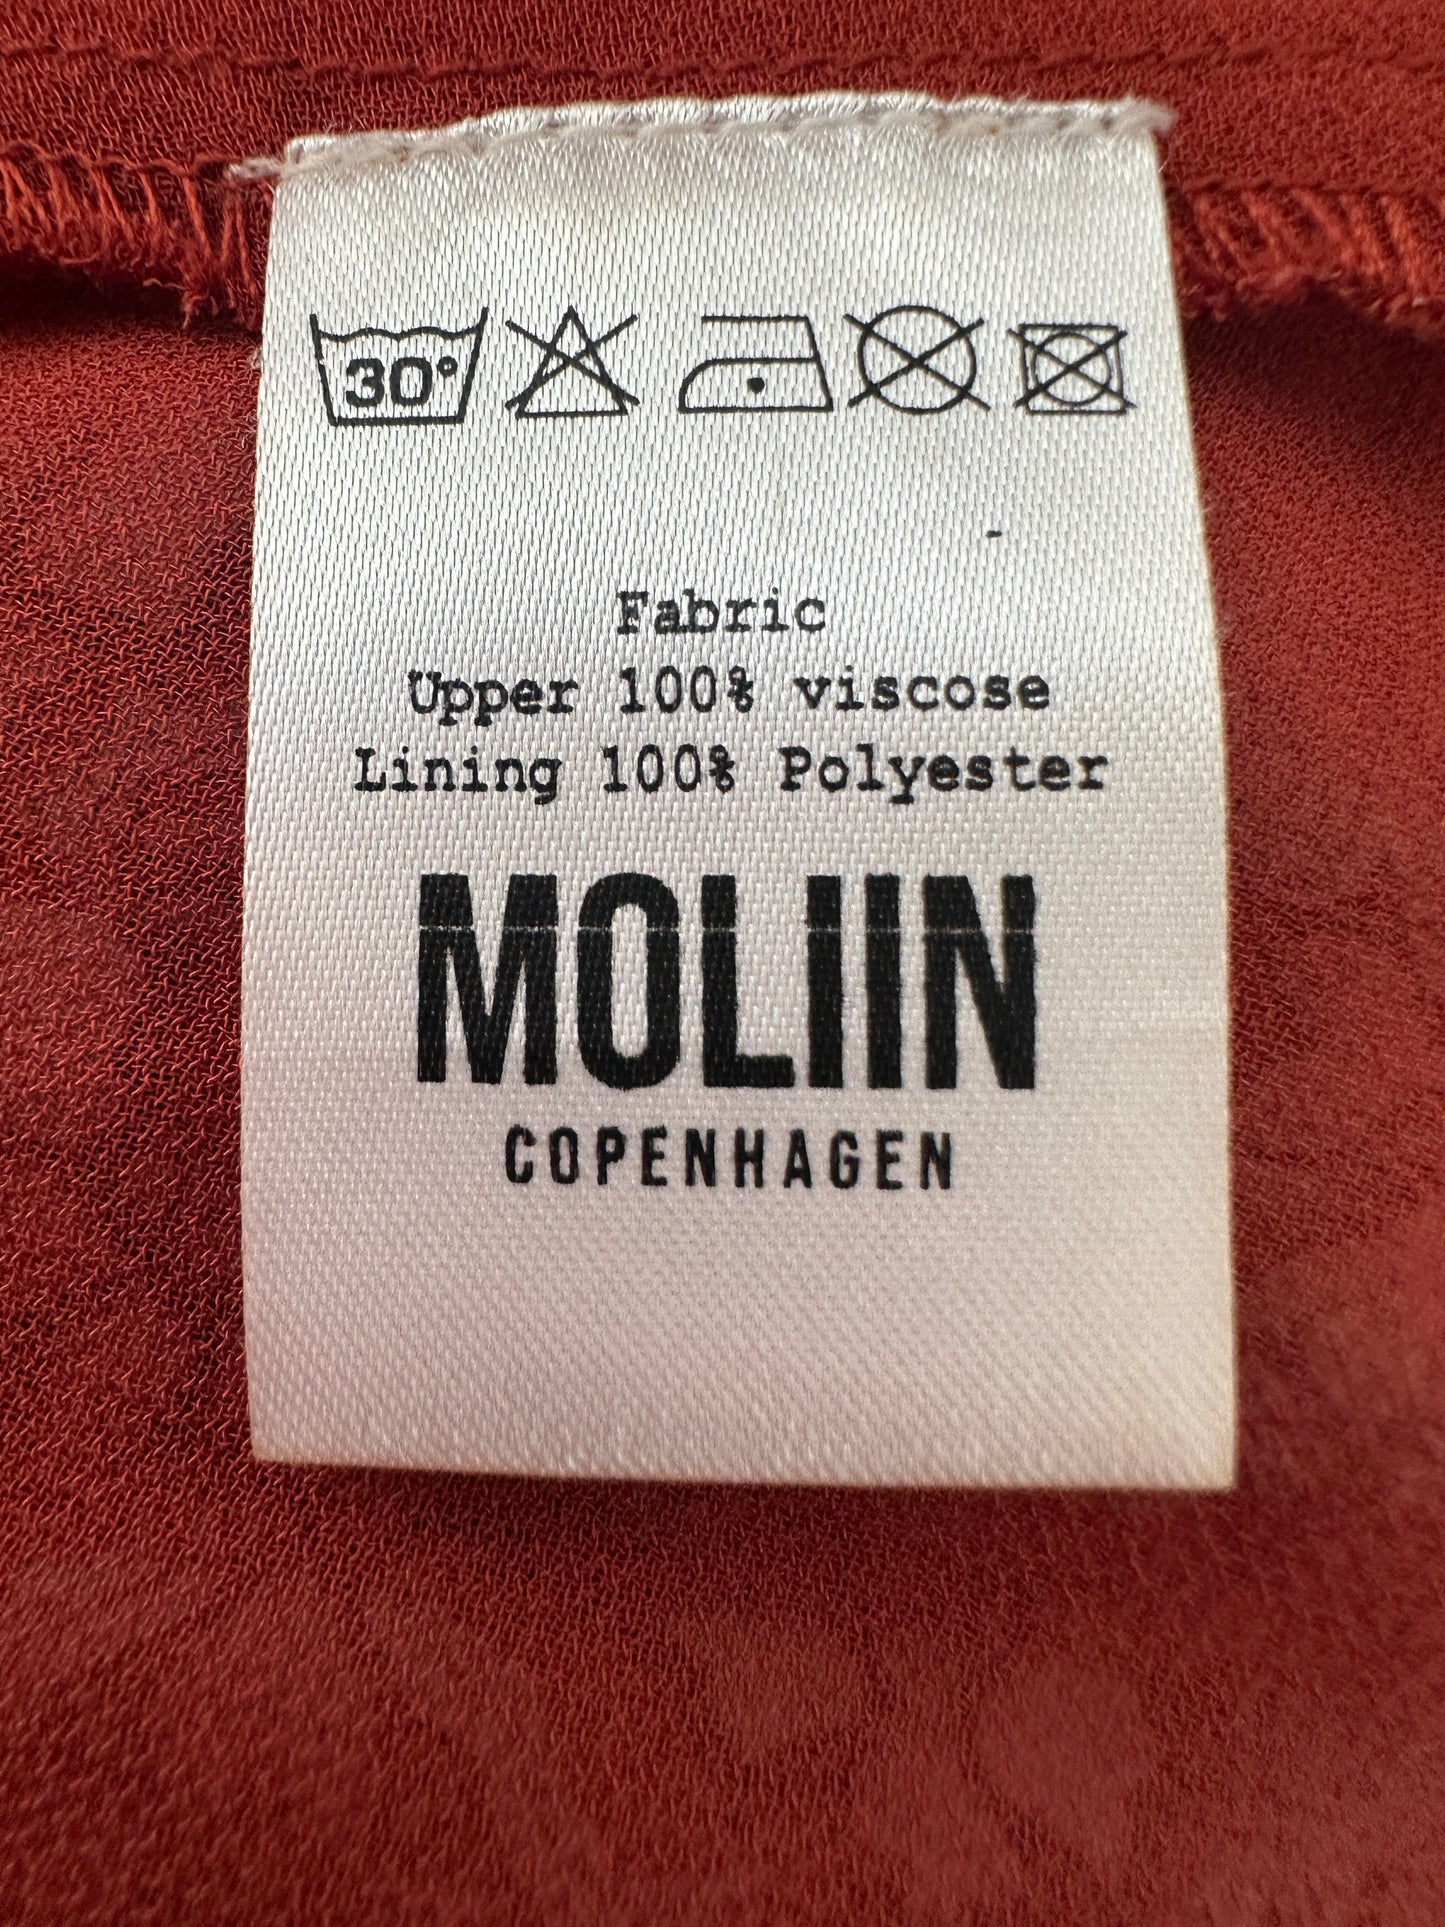 30°
Fabric
Upper 100% viscose
Lining 100% Polyester
MOLIIN
COPENHAGEN